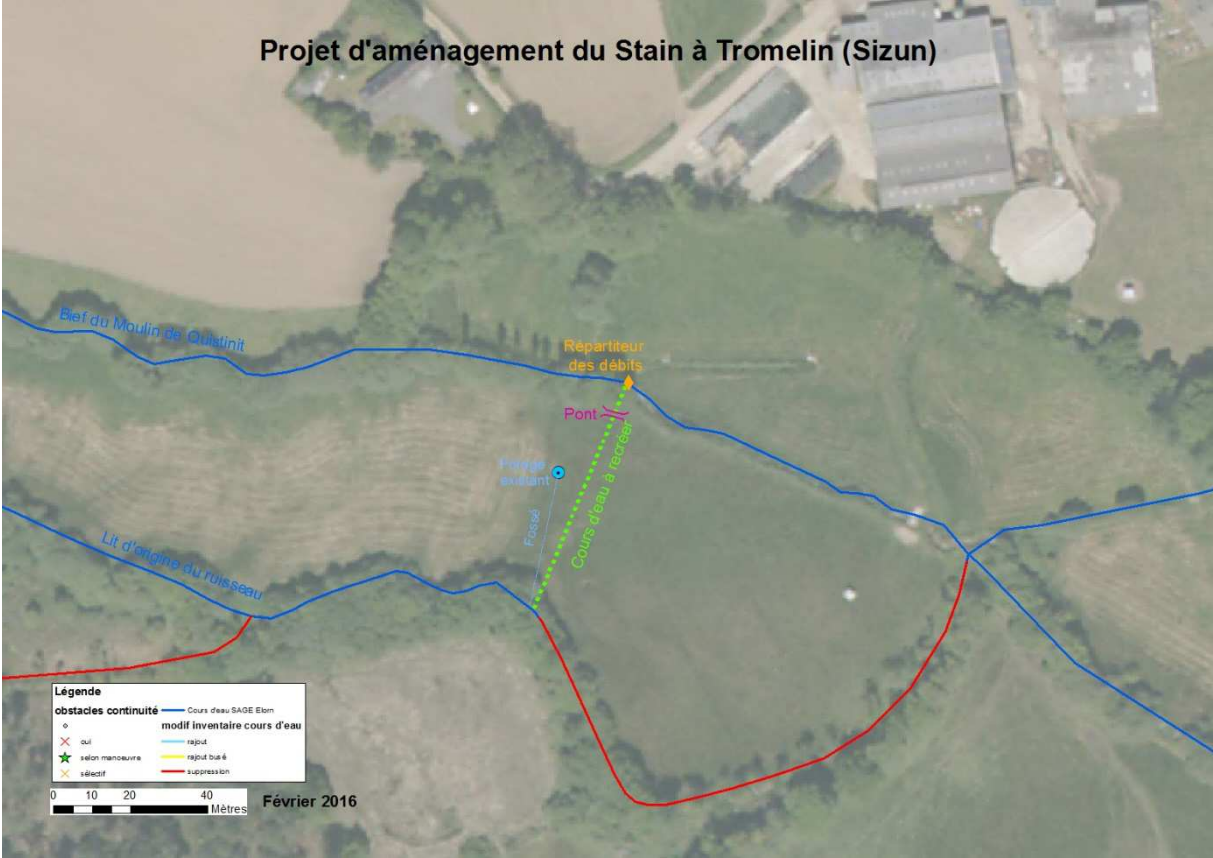 Projet d'aménagement du Stain à Tromelin (Sizun)
Bief du Moulin de Quistinit
Répartiteur
des débits
Pont
Forage
existant
Fossé
Cours d'eau à recréer
Lit d'origine du ruisseau
Légende
obstacles continuité
oui
selon manoeuvre
sélectif
Cours d'eau SAGE Elorn
modif inventaire cours d'eau
rajout
rajout busé
suppression
0 10 20 40
Mètres
Février 2016